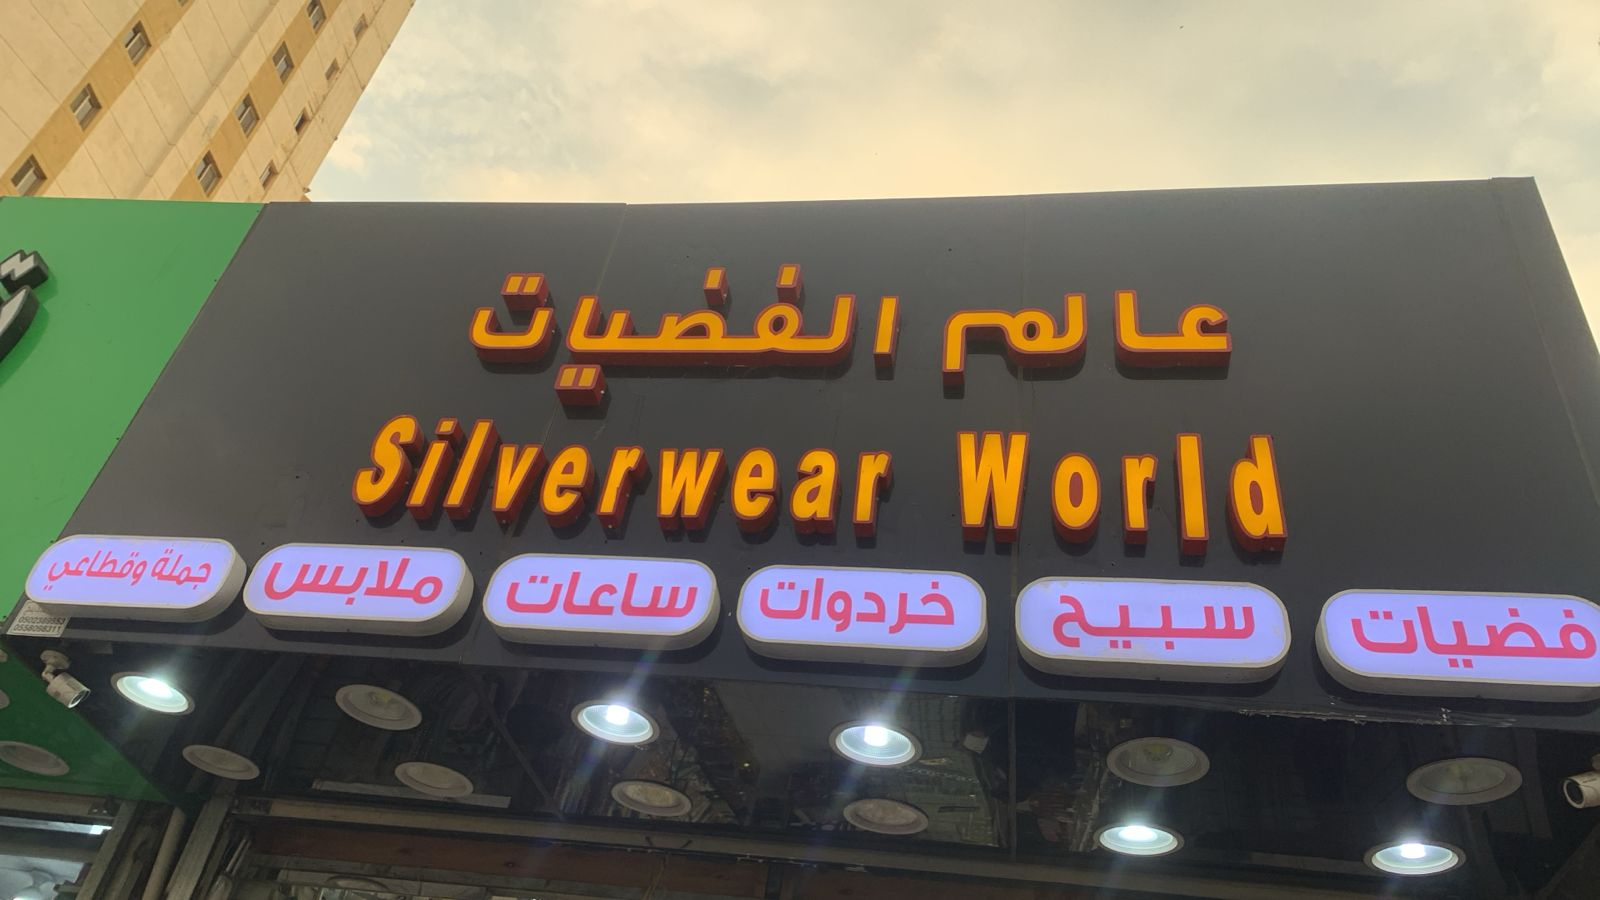 عالم الفضيات
Silverwear World
فضيات
سبيح
خردوات
ساعات
ملابس
جملة وقطاعي